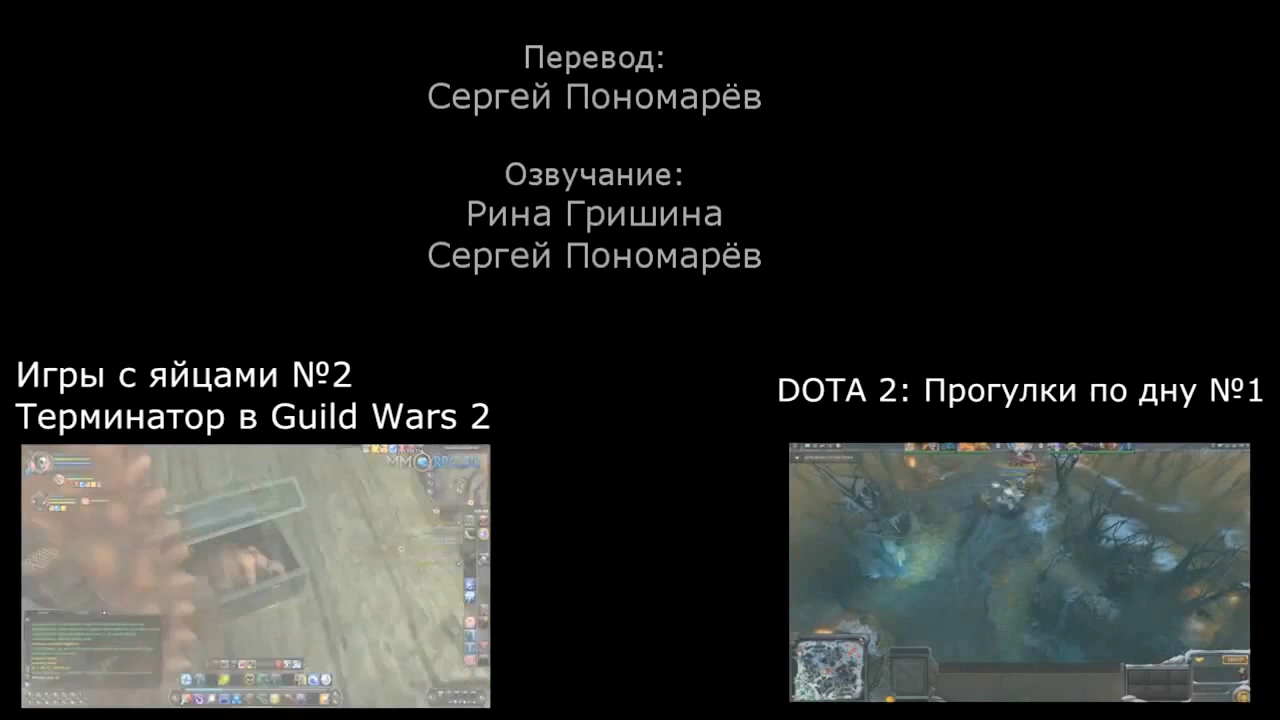 Перевод:
Сергей Пономарёв
Озвучание:
Рина Гришина
Сергей Пономарёв
Игры с яйцами №2
Терминатор в Guild Wars 2
DOTA 2: Прогулки по дну №1